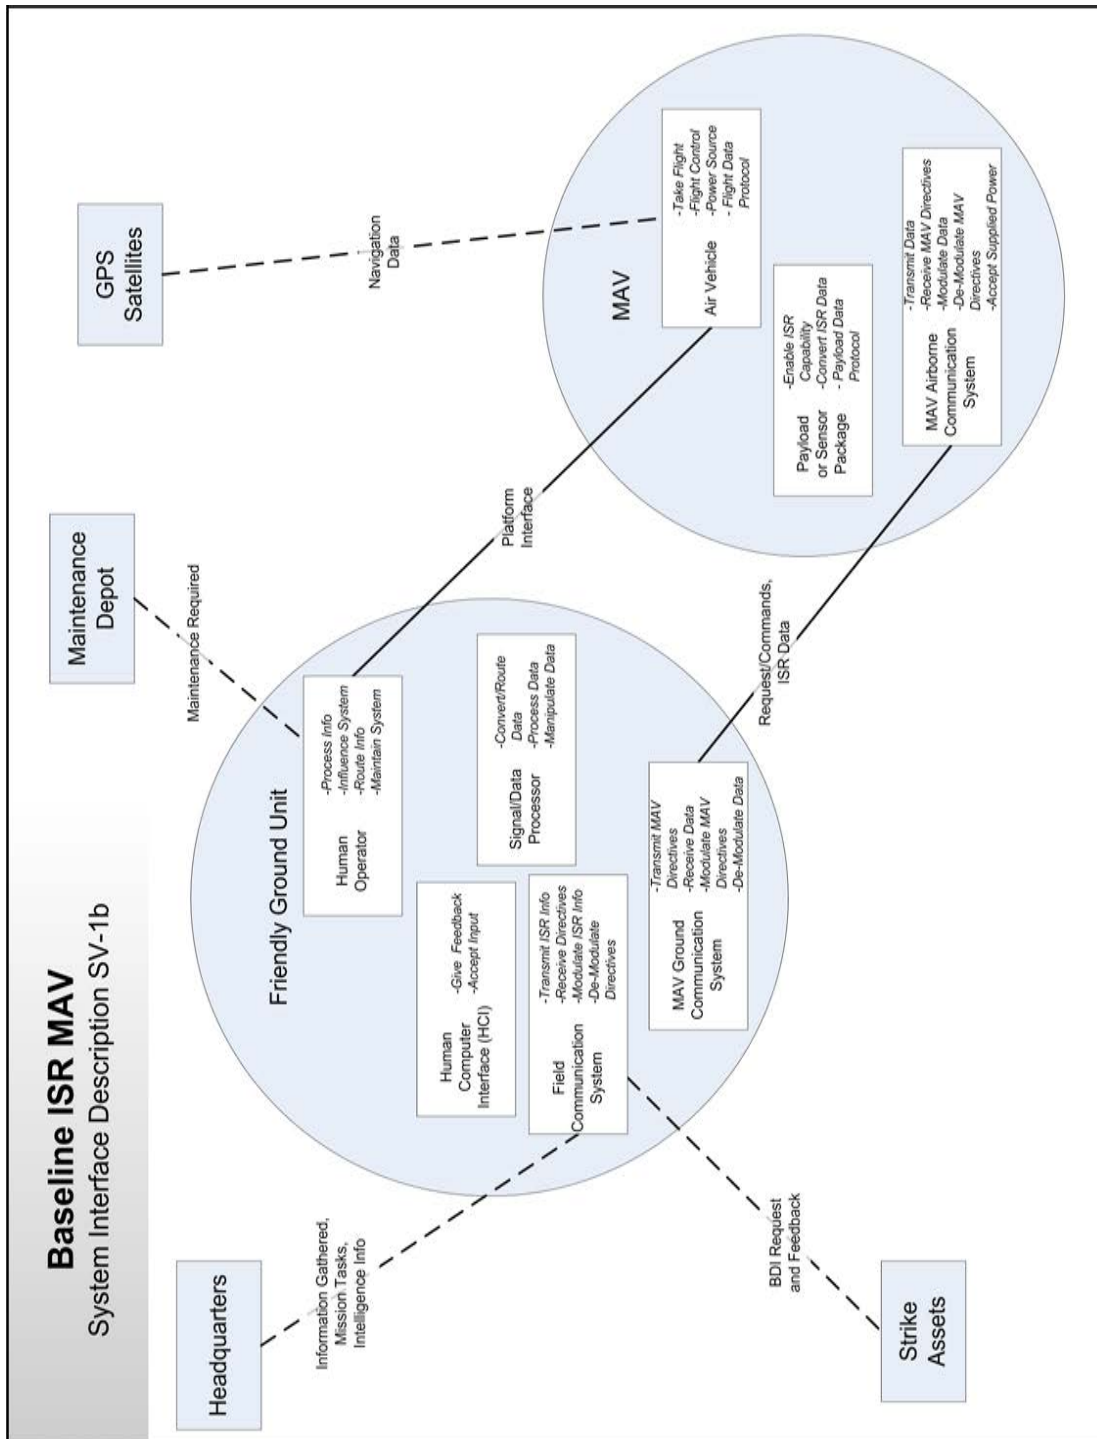 Baseline ISR MAV
System Interface Description SV-1b
Headquarters
Maintenance
Depot
GPS
Satellites
Information Gathered,
Mission Tasks,
Intelligence Info
Maintenance Required
Navigation
Data
Friendly Ground Unit
Human
Operator
-Process Info
-Influence System
-Route Info
-Maintain System
Human
Computer
Interface (HCI)
-Give Feedback
-Accept Input
Signal/Data
Processor
-Convert/Route
Data
-Process Data
-Manipulate Data
Field
Communication
System
-Transmit ISR Info
-Receive Directives
-Modulate ISR Info
-De-Modulate
Directives
MAV Ground
Communication
System
-Transmit MAV
Directives
-Receive Data
-Modulate MAV
Directives
-De-Modulate Data
Platform
Interface
Request/Commands,
ISR Data
MAV
Air Vehicle
-Take Flight
-Flight Control
-Power Source
- Flight Data
Protocol
Payload
or Sensor
Package
-Enable ISR
Capability
-Convert ISR Data
- Payload Data
Protocol
MAV Airborne
Communication
System
-Transmit Data
-Receive MAV Directives
-Modulate Data
-De-Modulate MAV
Directives
-Accept Supplied Power
BDI Request
and Feedback
Strike
Assets